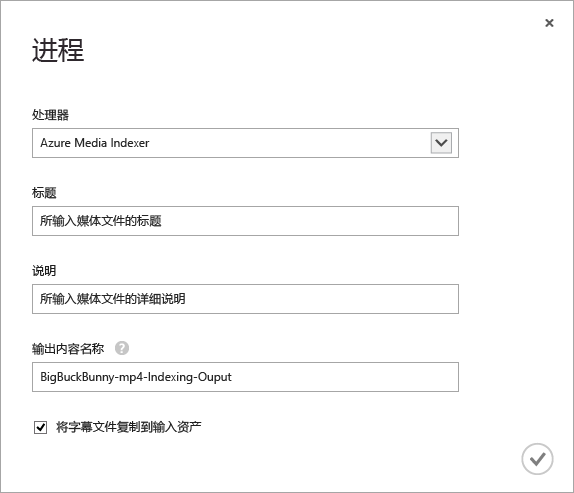 进程
处理器
Azure Media Indexer
标题
所输入媒体文件的标题
说明
所输入媒体文件的详细说明
输出内容名称 ?
BigBuckBunny-mp4-Indexing-Ouput
将字幕文件复制到输入资产